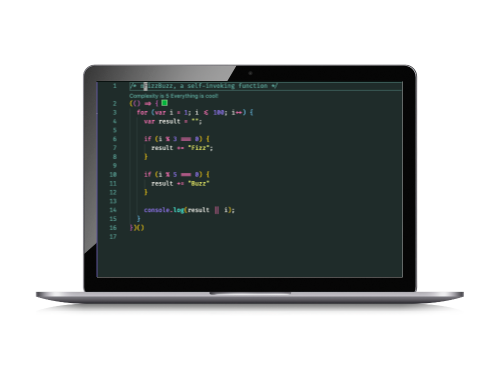 1 /* a self-invoking function */
Complexity is 5 Everything is cool!
2 (() => {
3 for (var i = 1; i <= 100; i++) {
4 var result = "";
5
6 if (i % 3 === 0) {
7 result += "Fizz";
8 }
9
10 if (i % 5 === 0) {
11 result += "Buzz"
12 }
13
14 console.log(result || i);
15 }
16 })()
17